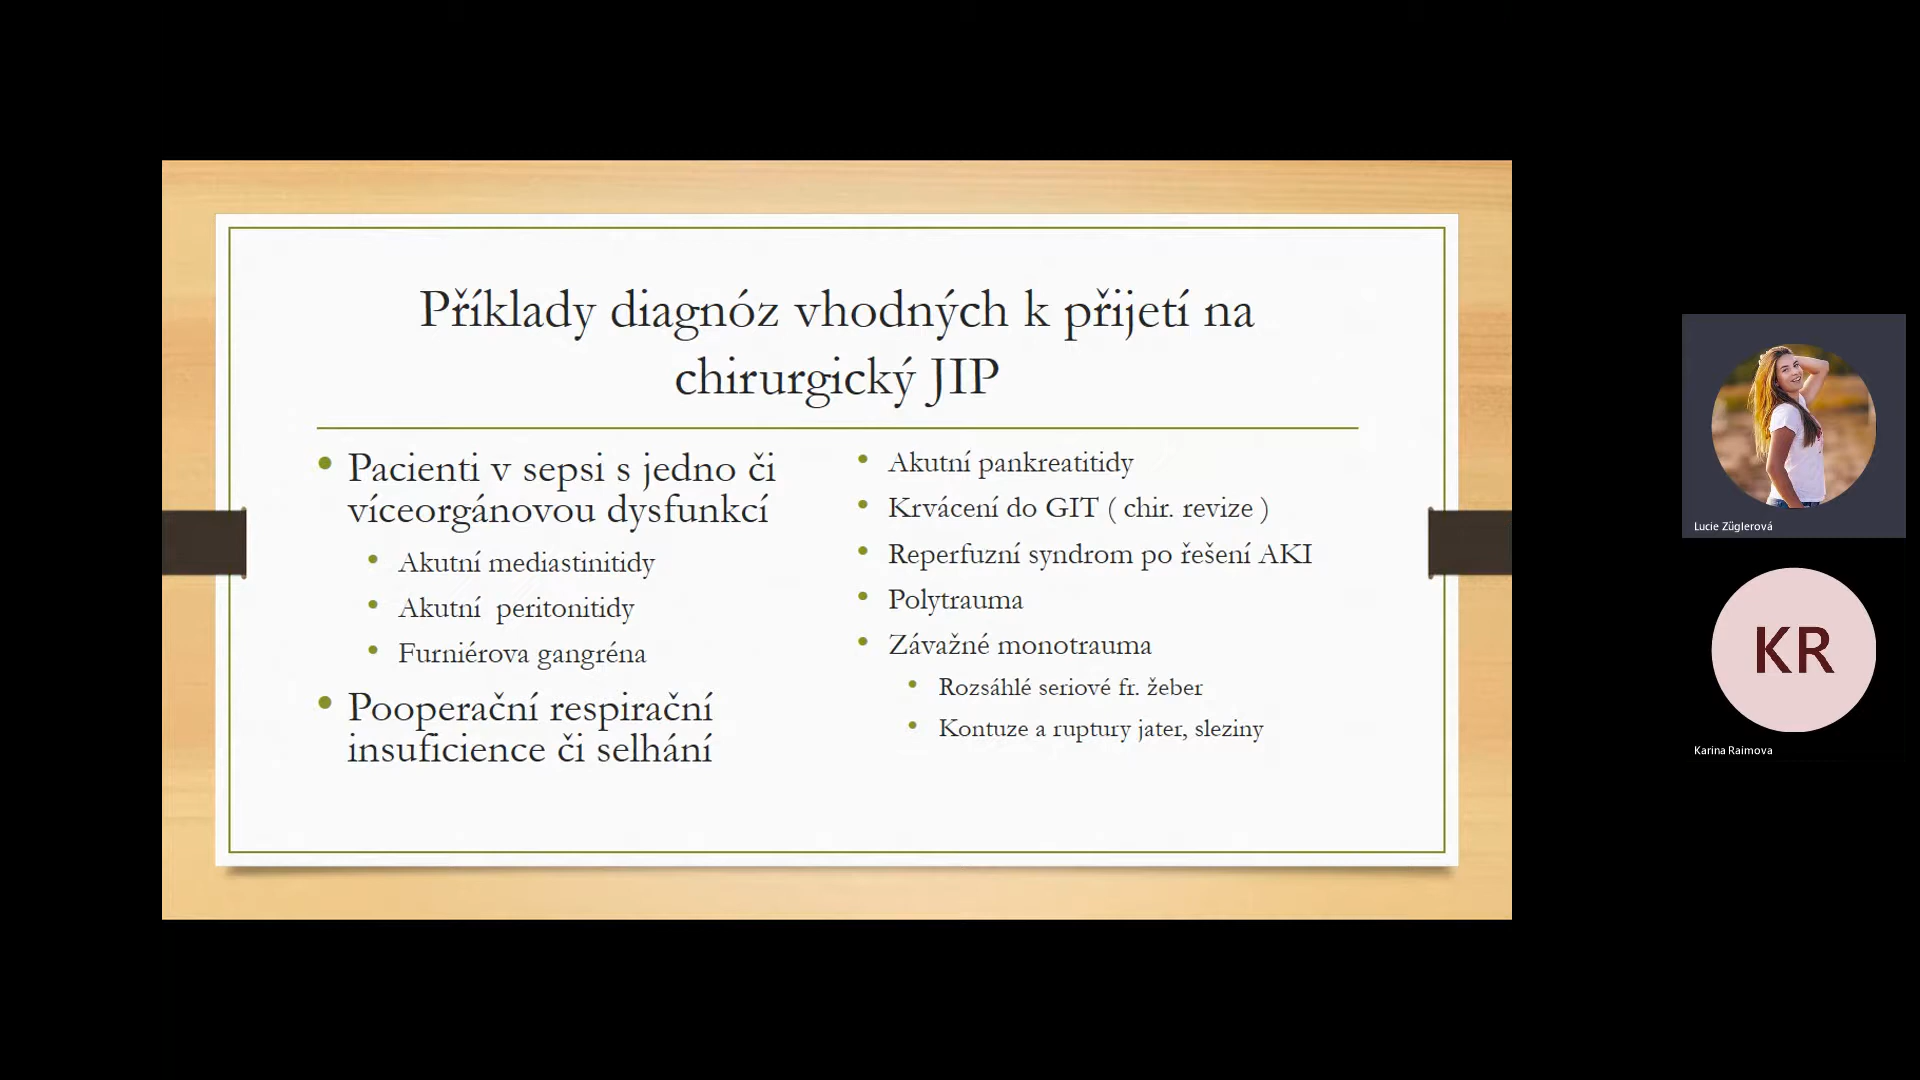 Příklady diagnóz vhodných k přijetí na
chirurgický JIP
• Pacienti v sepsi s jedno či
víceorgánovou dysfunkcí
• Akutní mediastinitidy
• Akutní  peritonitidy
• Furniérova gangréna
• Pooperační respirační
insuficience či selhání
• Akutní pankreatitidy
• Krvácení do GIT ( chir. revize )
• Reperfuzní syndrom po řešení AKI
• Polytrauma
• Závažné monotrauma
• Rozsáhlé seriové fr. žeber
• Kontuze a ruptury jater, sleziny
Lucie Züglerová
KR
Karina Raimova